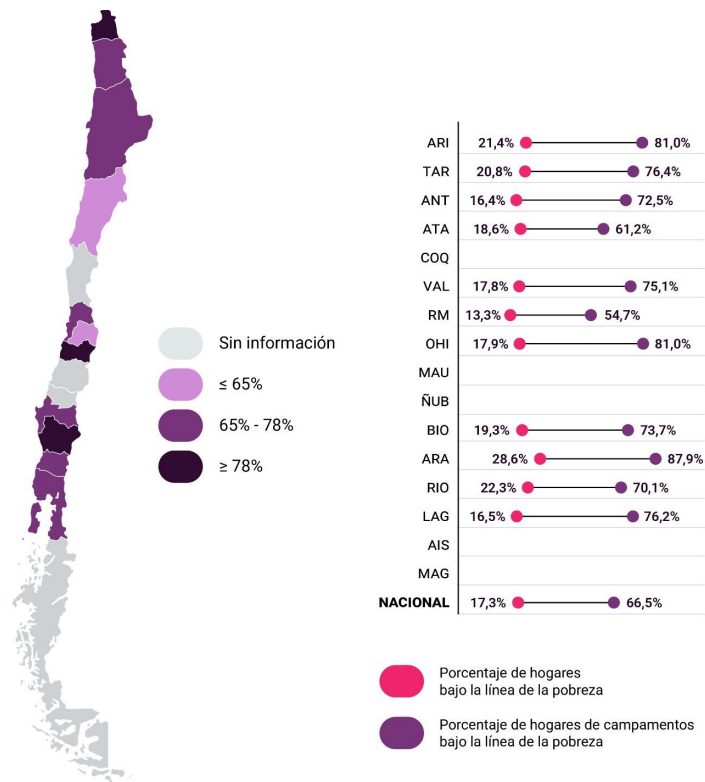 ARI 21,4% 81,0%
TAR 20,8% 76,4%
ANT 16,4% 72,5%
ATA 18,6% 61,2%
COQ
VAL 17,8% 75,1%
RM 13,3% 54,7%
OHI 17,9% 81,0%
MAU
ÑUB
BIO 19,3% 73,7%
ARA 28,6% 87,9%
RIO 22,3% 70,1%
LAG 16,5% 76,2%
AIS
MAG
NACIONAL 17,3% 66,5%
Sin información
≤ 65%
65% - 78%
≥ 78%
Porcentaje de hogares
bajo la línea de la pobreza
Porcentaje de hogares de campamentos
bajo la línea de la pobreza